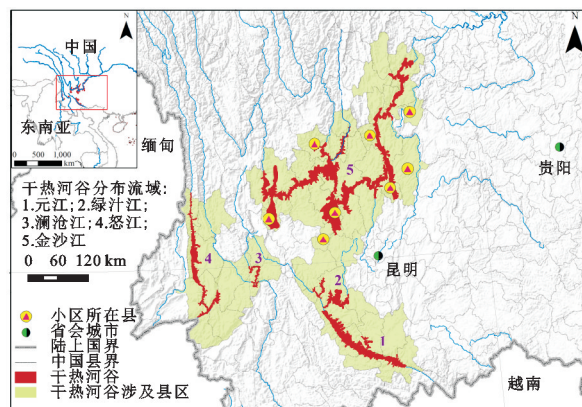 N
中国
东南亚
0 500 1,000
km
N
缅甸
贵阳
干热河谷分布流域:
1.元江;2.绿汁江;
3.澜沧江;4.怒江;
5.金沙江
0 60 120 km
5
4
3
昆明
2
1
小区所在县
省会城市
陆上国界
中国县界
干热河谷
干热河谷涉及县区
越南